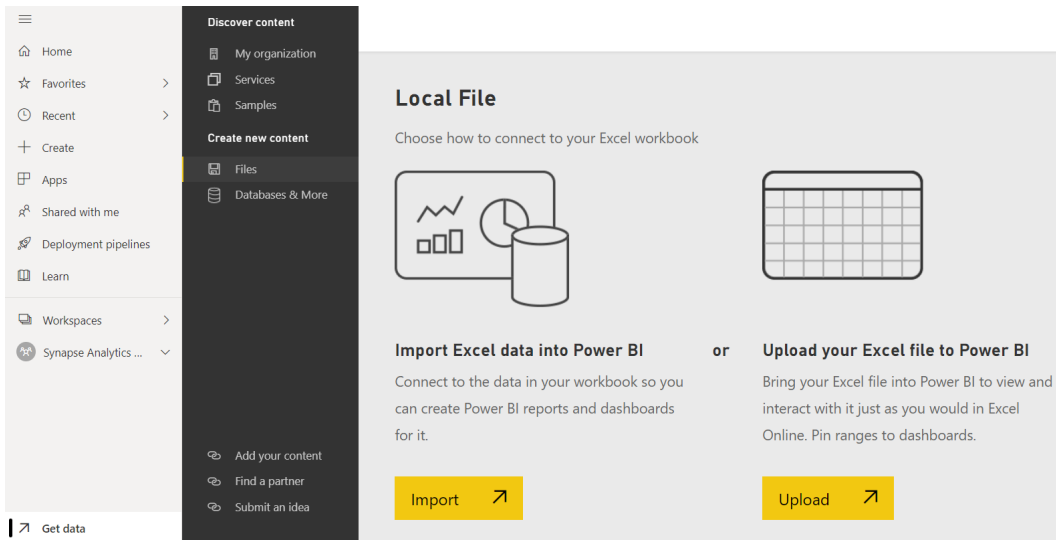 Home
Favorites
Recent
Create
Apps
Shared with me
Deployment pipelines
Learn
Workspaces
Synapse Analytics ...
Get data
Discover content
My organization
Services
Samples
Create new content
Files
Databases & More
Add your content
Find a partner
Submit an idea
Local File
Choose how to connect to your Excel workbook
Import Excel data into Power BI
Connect to the data in your workbook so you
can create Power BI reports and dashboards
for it.
Import
or
Upload your Excel file to Power BI
Bring your Excel file into Power BI to view and
interact with it just as you would in Excel
Online. Pin ranges to dashboards.
Upload